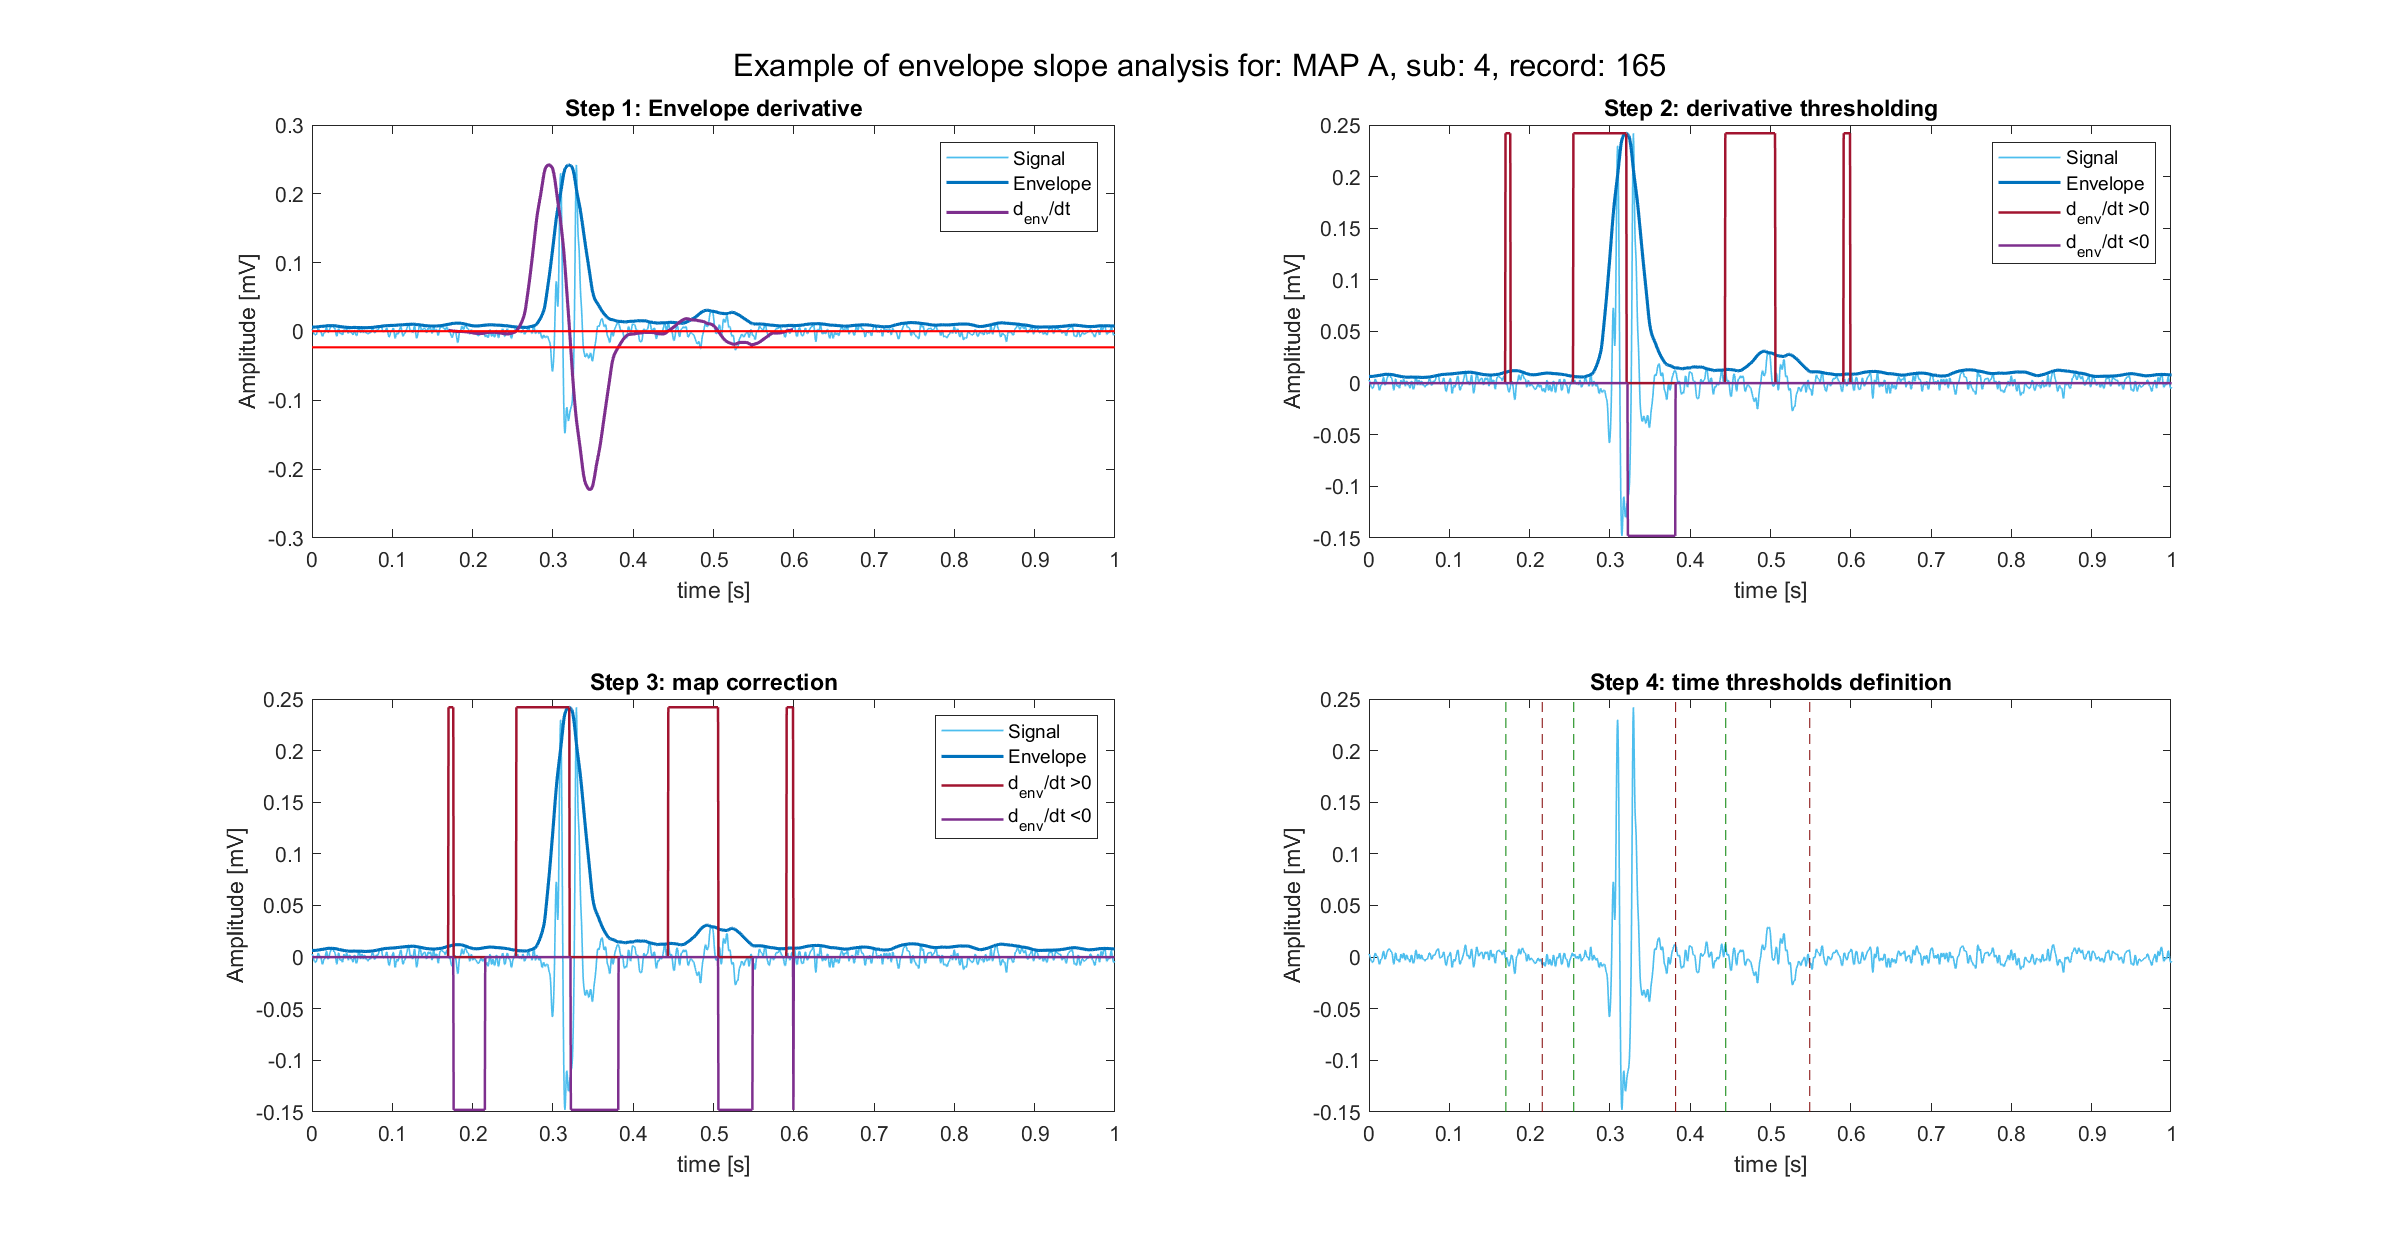 Example of envelope slope analysis for: MAP A, sub: 4, record: 165
Step 1: Envelope derivative
0.3
0.2
0.1
0
-0.1
-0.2
-0.3
Amplitude [mV]
0 0.1 0.2 0.3 0.4 0.5 0.6 0.7 0.8 0.9 1
time [s]
Signal
Envelope
d_env/dt
Step 2: derivative thresholding
0.25
0.2
0.15
0.1
0.05
0
-0.05
-0.1
-0.15
Amplitude [mV]
0 0.1 0.2 0.3 0.4 0.5 0.6 0.7 0.8 0.9 1
time [s]
Signal
Envelope
d_env/dt >0
d_env/dt <0
Step 3: map correction
0.25
0.2
0.15
0.1
0.05
0
-0.05
-0.1
-0.15
Amplitude [mV]
0 0.1 0.2 0.3 0.4 0.5 0.6 0.7 0.8 0.9 1
time [s]
Signal
Envelope
d_env/dt >0
d_env/dt <0
Step 4: time thresholds definition
0.25
0.2
0.15
0.1
0.05
0
-0.05
-0.1
-0.15
Amplitude [mV]
0 0.1 0.2 0.3 0.4 0.5 0.6 0.7 0.8 0.9 1
time [s]